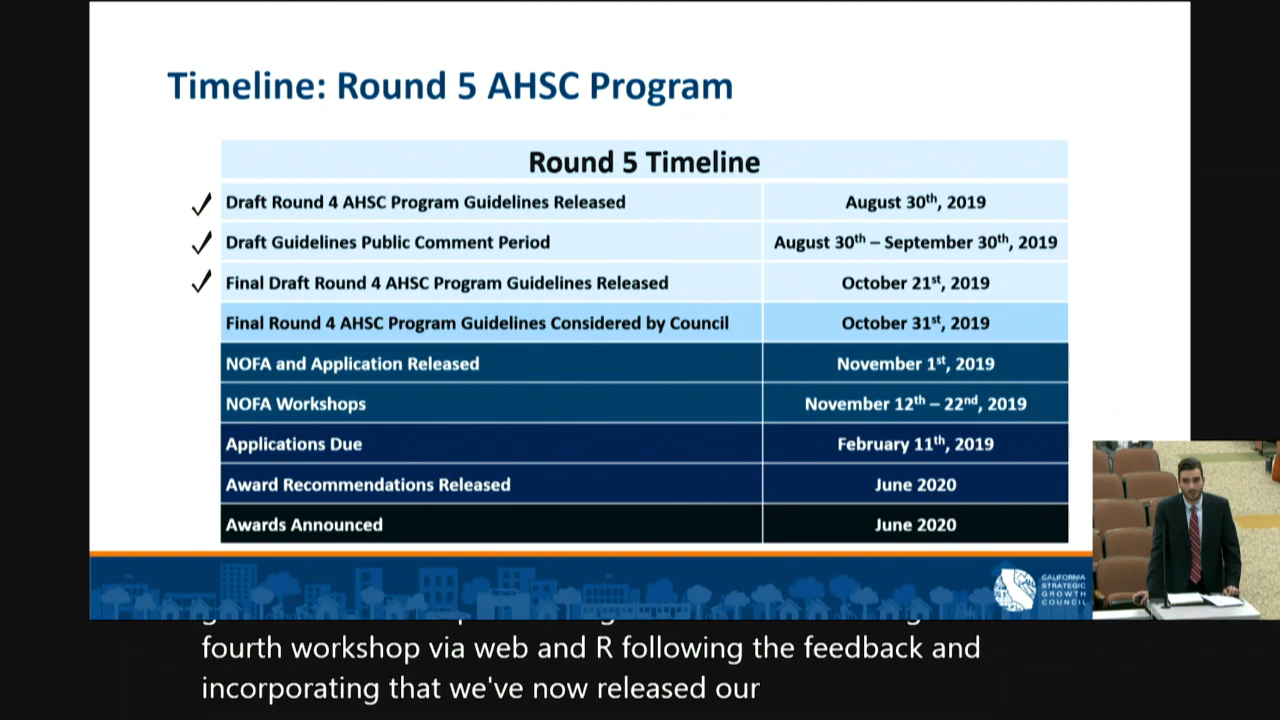 Timeline: Round 5 AHSC Program
Round 5 Timeline
Draft Round 4 AHSC Program Guidelines Released August 30th, 2019
Draft Guidelines Public Comment Period August 30th – September 30th, 2019
Final Draft Round 4 AHSC Program Guidelines Released October 21st, 2019
Final Round 4 AHSC Program Guidelines Considered by Council October 31st, 2019
NOFA and Application Released November 1st, 2019
NOFA Workshops November 12th – 22nd, 2019
Applications Due February 11th, 2019
Award Recommendations Released June 2020
Awards Announced June 2020
CALIFORNIA
STRATEGIC
GROWTH
COUNCIL
fourth workshop via web and R following the feedback and
incorporating that we've now released our